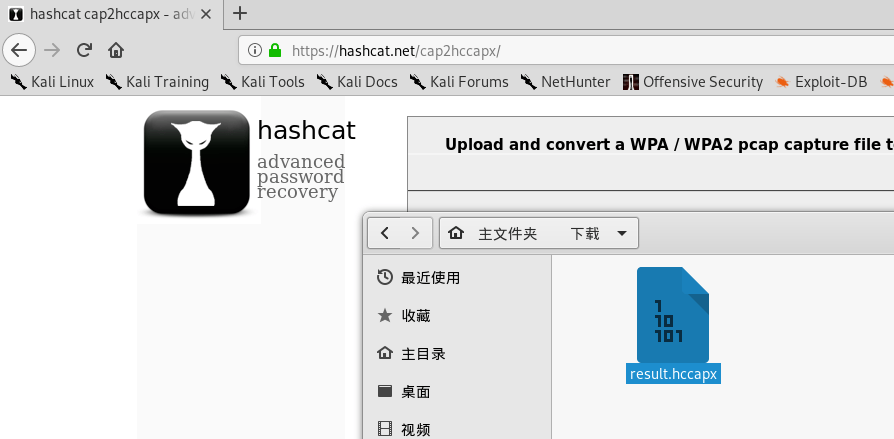 hashcat cap2hccapx - adv
https://hashcat.net/cap2hccapx/
Kali Linux Kali Training Kali Tools Kali Docs Kali Forums NetHunter Offensive Security Exploit-DB
hashcat
advanced
password
recovery
Upload and convert a WPA / WPA2 pcap capture file t
主文件夹 下载
最近使用
收藏
主目录
桌面
视频
1
10
101
result.hccapx